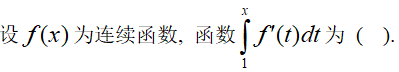 设 f(x) 为连续函数, 函数 ∫₁ˣ f′(t)dt 为 ( ).